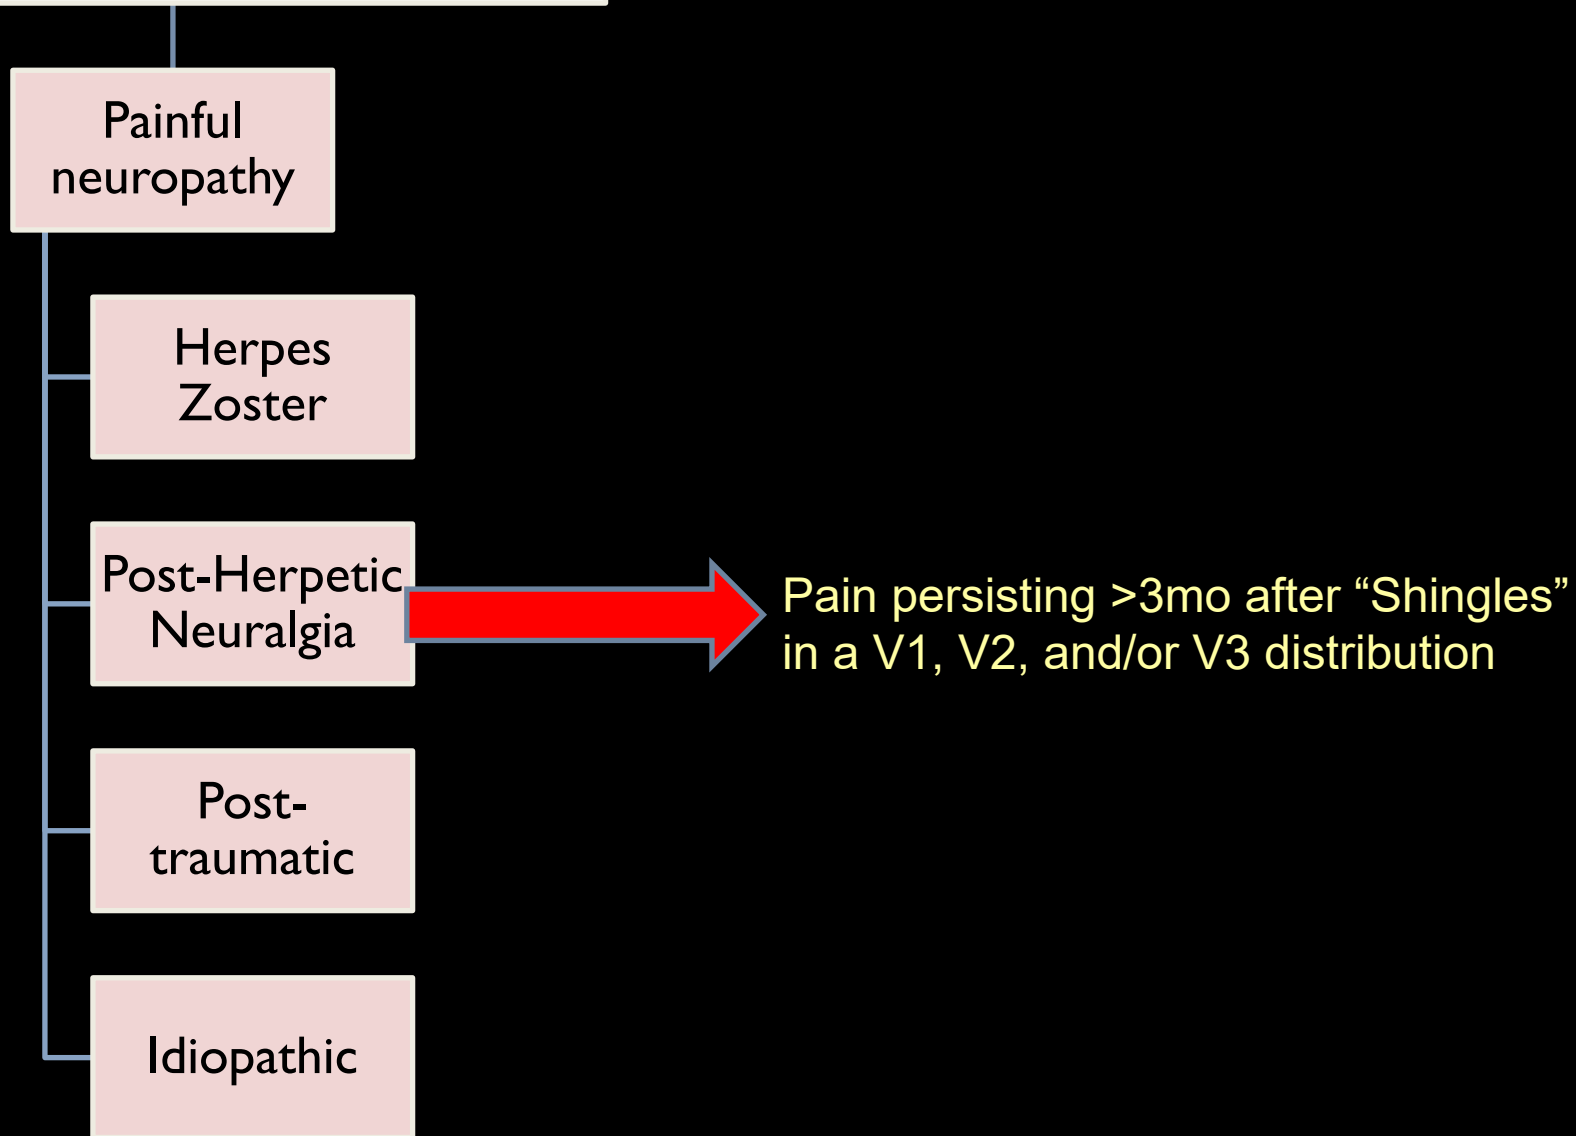 Painful
neuropathy
Herpes
Zoster
Post-Herpetic
Neuralgia
Pain persisting >3mo after “Shingles”
in a V1, V2, and/or V3 distribution
Post-
traumatic
Idiopathic